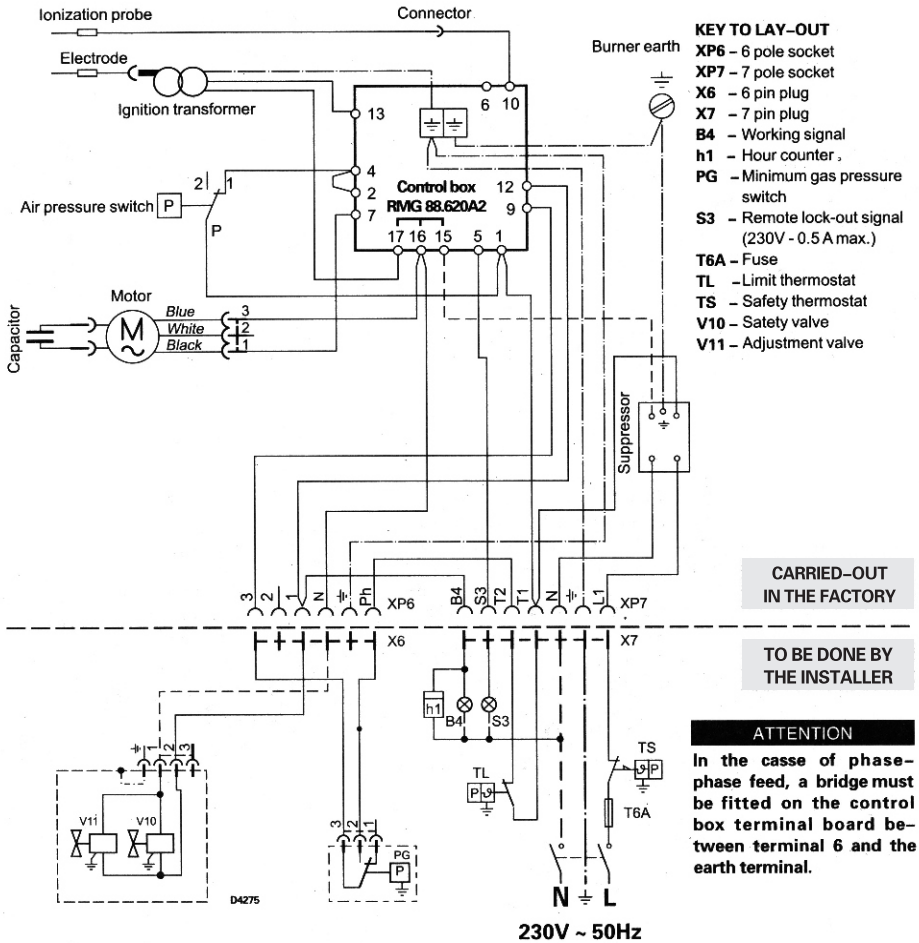 Ionization probe
Connector
Electrode
Ignition transformer
Burner earth
6 10
13
4
2
7
12
9
Control box
RMG 88.620A2
17 16 15 5 1
2 1
Air pressure switch P
P
Motor
M
~
Capacitor
Blue 3
White 2
Black 1
Suppressor
KEY TO LAY-OUT
XP6 - 6 pole socket
XP7 - 7 pole socket
X6 - 6 pin plug
X7 - 7 pin plug
B4 - Working signal
h1 - Hour counter
PG - Minimum gas pressure
switch
S3 - Remote lock-out signal
(230V - 0.5 A max.)
T6A - Fuse
TL - Limit thermostat
TS - Safety thermostat
V10 - Satety valve
V11 - Adjustment valve
3 2 1 N Ph XP6
B4 S3 T2 T1 N L1 XP7
X6
X7
CARRIED-OUT
IN THE FACTORY
TO BE DONE BY
THE INSTALLER
h1
B4 S3
TL
P
TS
P
T6A
1 2 3
V11 V10
3 2 1
PG
P
D4275
N L
230V ~ 50Hz
ATTENTION
In the casse of phase-
phase feed, a bridge must
be fitted on the control
box terminal board be-
tween terminal 6 and the
earth terminal.